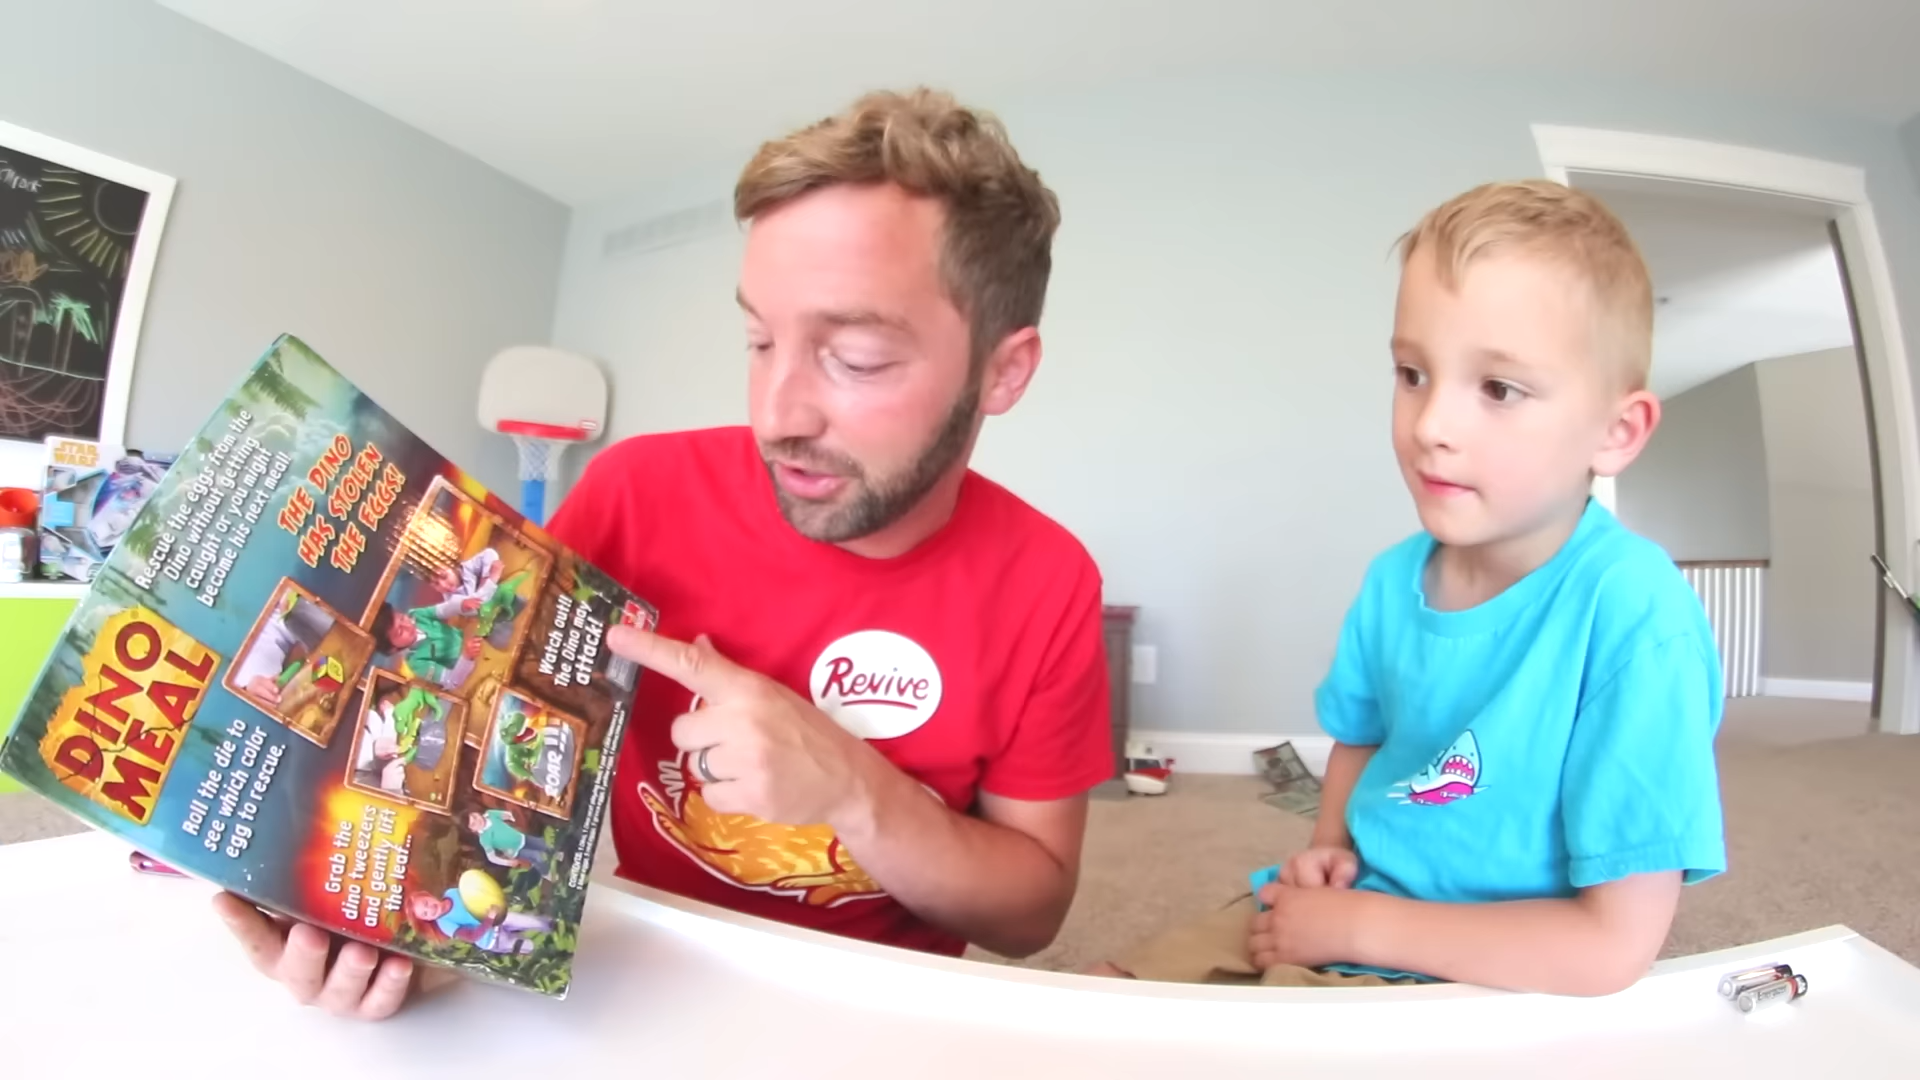 STAR
WARS
Rescue the eggs from the
Dino without getting
caught or you might
become his next meal!
THE DINO
HAS STOLEN
THE EGGS!
DINO
MEAL
Roll the die to
see which color
egg to rescue.
Grab the
dino tweezers
and gently lift
the leaf...
Watch out!!
The Dino may
attack!
ROAR!!!
Revive